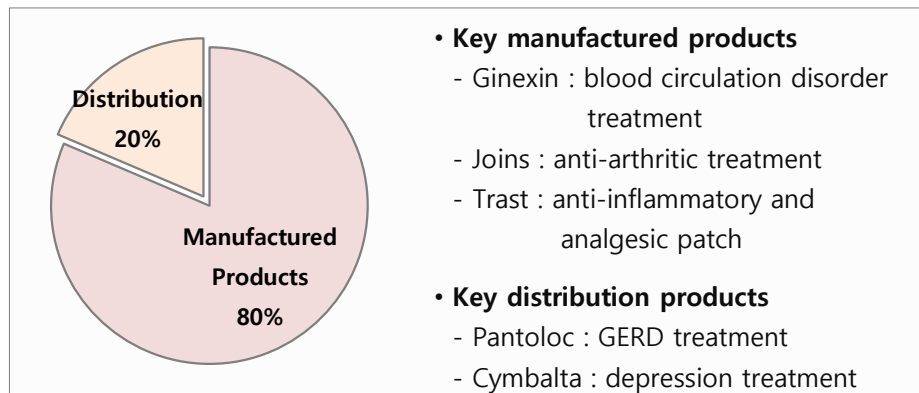 Distribution
20%
Manufactured
Products
80%
• Key manufactured products
- Ginexin : blood circulation disorder
treatment
- Joins : anti-arthritic treatment
- Trast : anti-inflammatory and
analgesic patch
• Key distribution products
- Pantoloc : GERD treatment
- Cymbalta : depression treatment